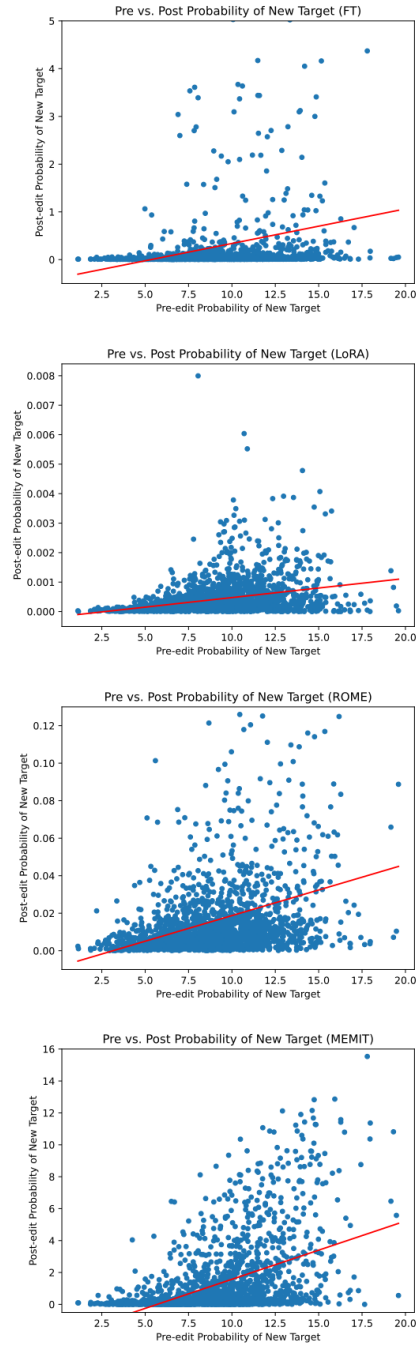 Pre vs. Post Probability of New Target (FT)
Post-edit Probability of New Target
5
4
3
2
1
0
2.5 5.0 7.5 10.0 12.5 15.0 17.5 20.0
Pre-edit Probability of New Target
Pre vs. Post Probability of New Target (LoRA)
Post-edit Probability of New Target
0.008
0.007
0.006
0.005
0.004
0.003
0.002
0.001
0.000
2.5 5.0 7.5 10.0 12.5 15.0 17.5 20.0
Pre-edit Probability of New Target
Pre vs. Post Probability of New Target (ROME)
Post-edit Probability of New Target
0.12
0.10
0.08
0.06
0.04
0.02
0.00
2.5 5.0 7.5 10.0 12.5 15.0 17.5 20.0
Pre-edit Probability of New Target
Pre vs. Post Probability of New Target (MEMIT)
Post-edit Probability of New Target
16
14
12
10
8
6
4
2
0
2.5 5.0 7.5 10.0 12.5 15.0 17.5 20.0
Pre-edit Probability of New Target